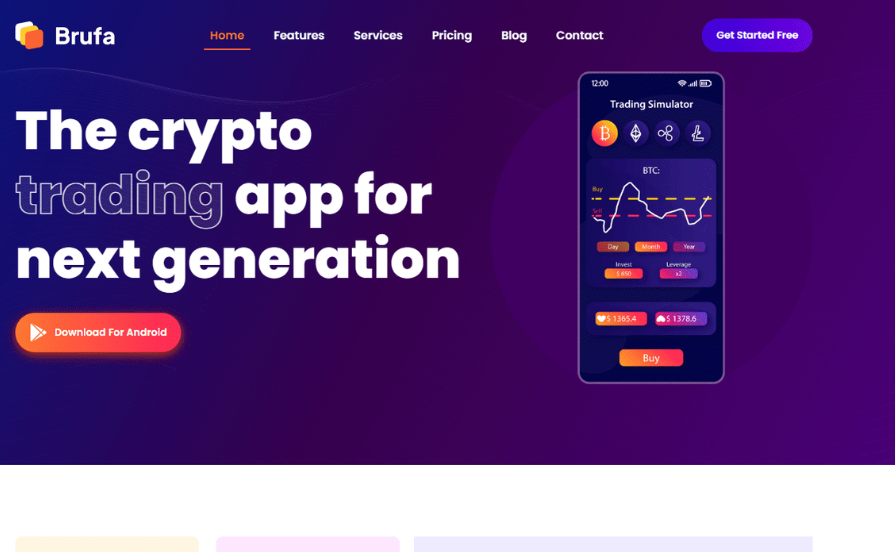 Brufa
Home Features Services Pricing Blog Contact
Get Started Free
The crypto
trading app for
next generation
Download For Android
12:00
Trading Simulator
BTC:
Buy
Sell
Day Month Year
Invest Leverage
$ 650 x3
$ 1365.4 $ 1378.6
Buy